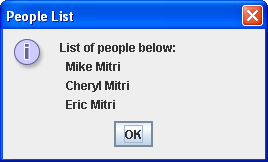 People List
List of people below:
Mike Mitri
Cheryl Mitri
Eric Mitri
OK